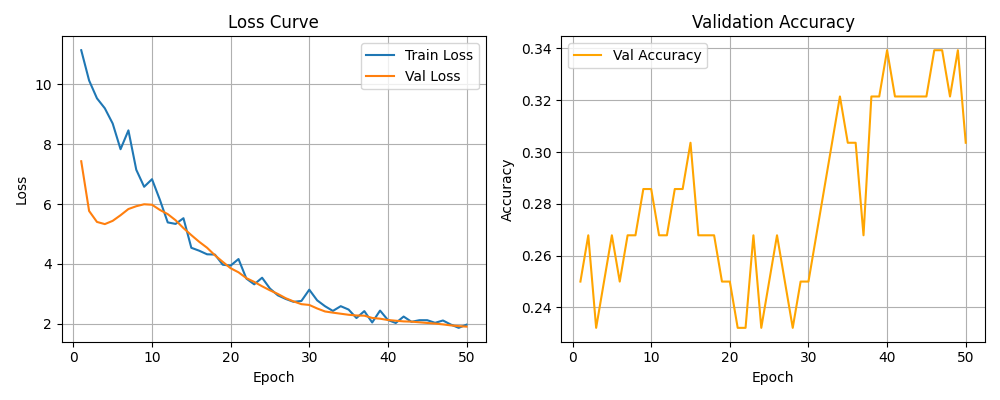 Loss Curve
Train Loss
Val Loss
10
8
6
4
2
Loss
0
10
20
30
40
50
Epoch
Validation Accuracy
Val Accuracy
0.34
0.32
0.30
0.28
0.26
0.24
Accuracy
0
10
20
30
40
50
Epoch